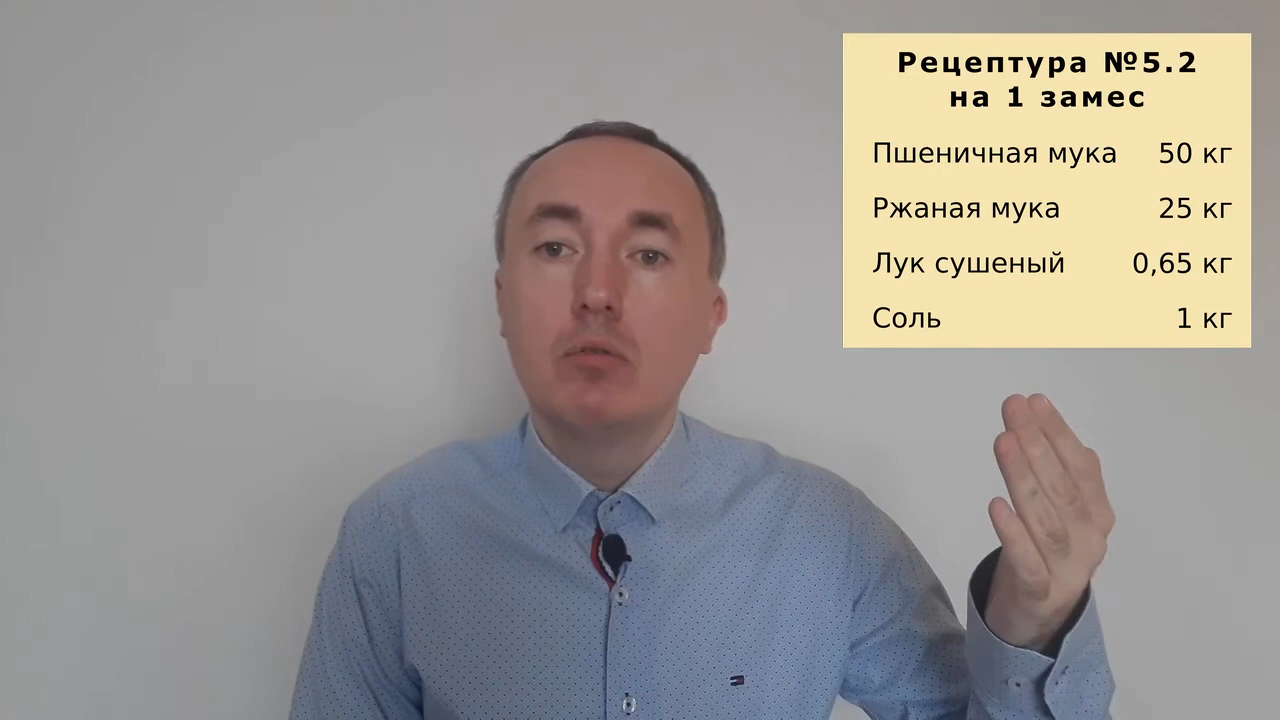 Рецептура №5.2
на 1 замес
Пшеничная мука 50 кг
Ржаная мука 25 кг
Лук сушеный 0,65 кг
Соль 1 кг